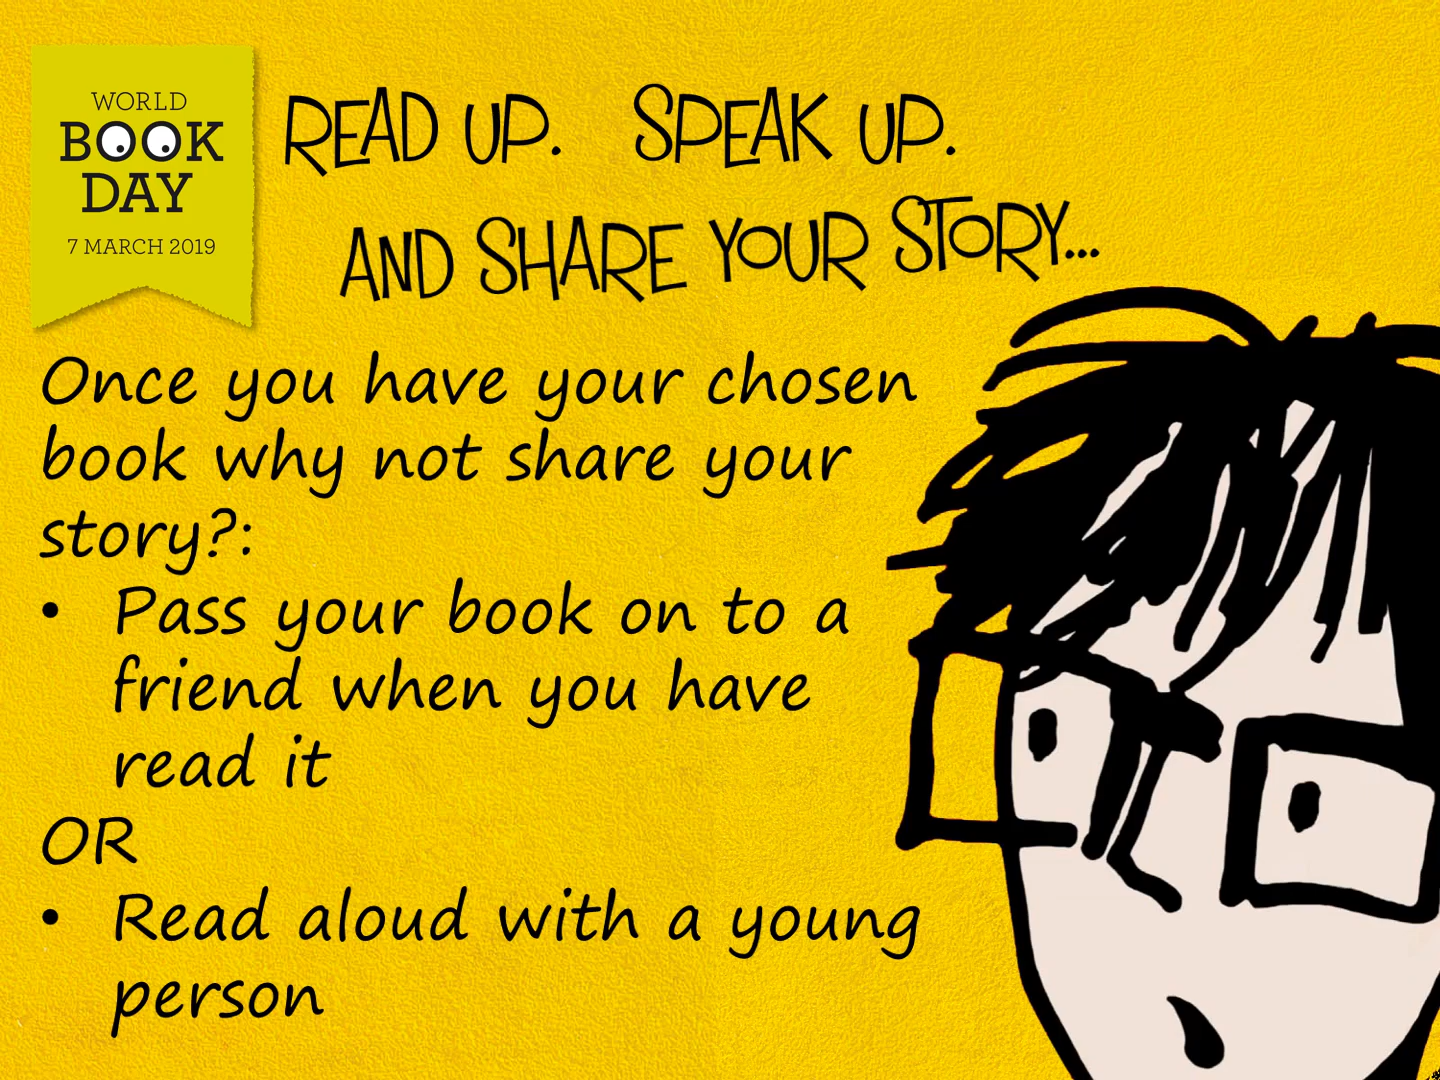 WORLD
BOOK
DAY
7 MARCH 2019
READ UP. SPEAK UP.
AND SHARE YOUR STORY...
Once you have your chosen
book why not share your
story?:
• Pass your book on to a
friend when you have
read it
OR
• Read aloud with a young
person